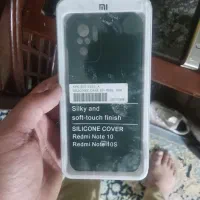 MI
Silky and
soft-touch finish
SILICONE COVER
Redmi Note 10
Redmi Note 10S